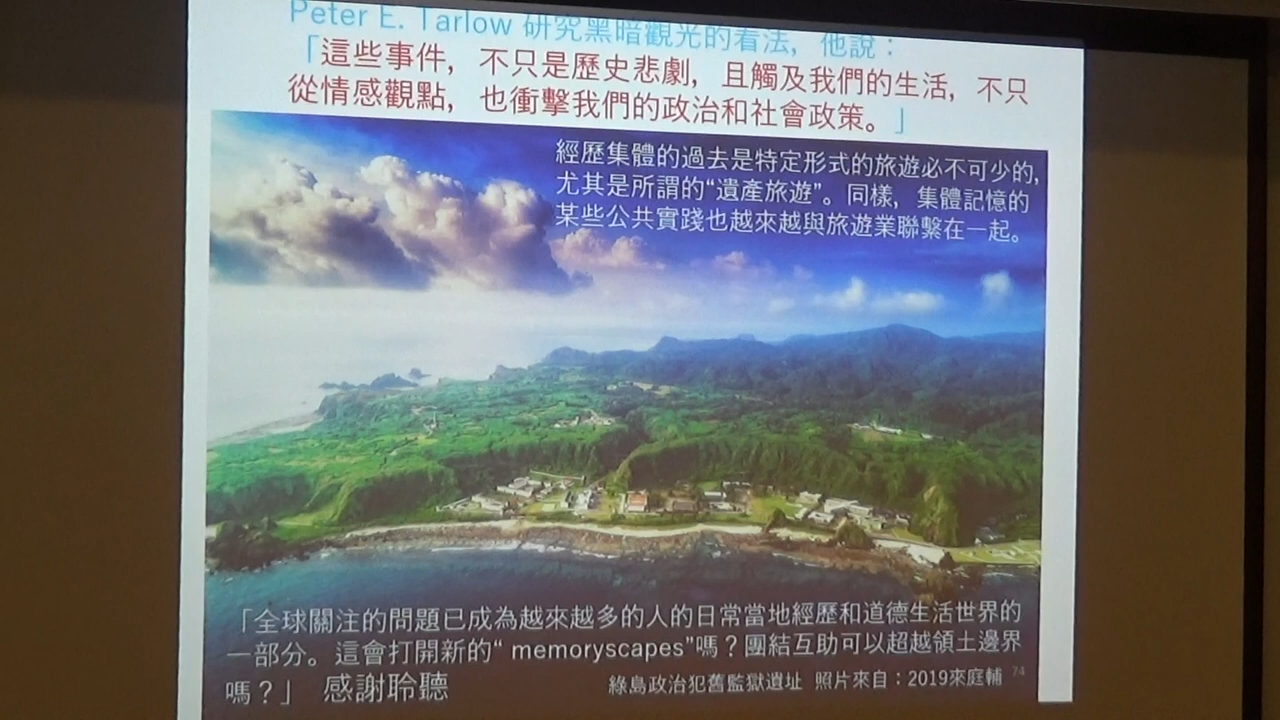 Peter E. Tarlow 研究黑暗觀光的看法，他說：
「這些事件，不只是歷史悲劇，且觸及我們的生活，不只
從情感觀點，也衝擊我們的政治和社會政策。」
經歷集體的過去是特定形式的旅遊必不可少的,
尤其是所謂的“遺產旅遊”。同樣，集體記憶的
某些公共實踐也越來越與旅遊業聯繫在一起。
「全球關注的問題已成為越來越多的人的日常當地經歷和道德生活世界的
一部分。這會打開新的“ memoryscapes”嗎？團結互助可以超越領土邊界
嗎？」 感謝聆聽
綠島政治犯舊監獄遺址 照片來自：2019來庭輔 74